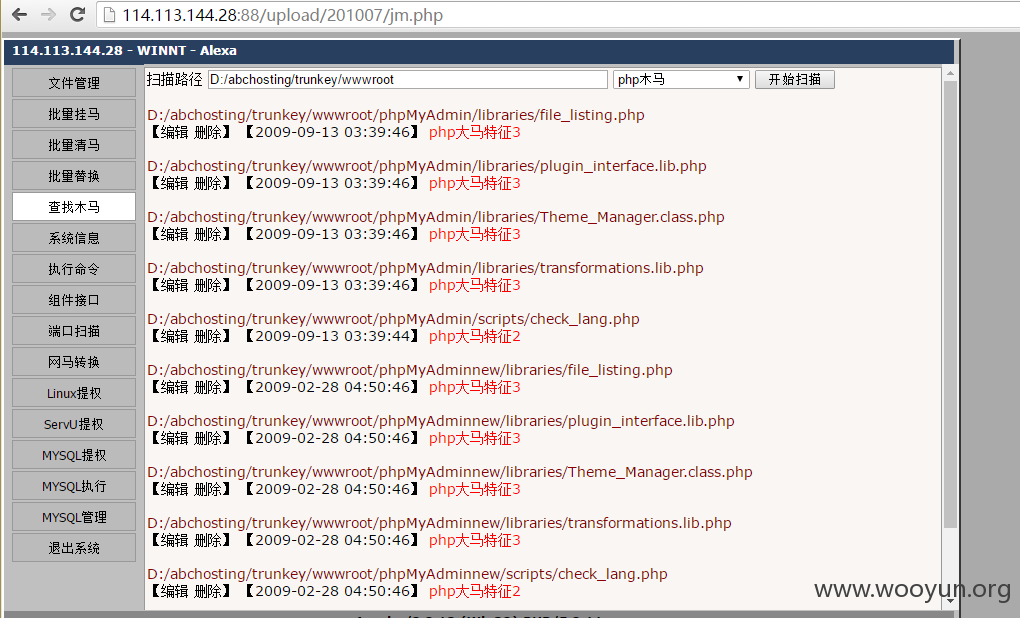 114.113.144.28:88/upload/201007/jm.php
114.113.144.28 - WINNT - Alexa
文件管理
批量挂马
批量清马
批量替换
查找木马
系统信息
执行命令
组件接口
端口扫描
网马转换
Linux提权
ServU提权
MYSQL提权
MYSQL执行
MYSQL管理
退出系统
扫描路径 D:/abchosting/trunkey/wwwroot php木马 开始扫描
D:/abchosting/trunkey/wwwroot/phpMyAdmin/libraries/file_listing.php
【编辑 删除】 【2009-09-13 03:39:46】 php大马特征3
D:/abchosting/trunkey/wwwroot/phpMyAdmin/libraries/plugin_interface.lib.php
【编辑 删除】 【2009-09-13 03:39:46】 php大马特征3
D:/abchosting/trunkey/wwwroot/phpMyAdmin/libraries/Theme_Manager.class.php
【编辑 删除】 【2009-09-13 03:39:46】 php大马特征3
D:/abchosting/trunkey/wwwroot/phpMyAdmin/libraries/transformations.lib.php
【编辑 删除】 【2009-09-13 03:39:46】 php大马特征3
D:/abchosting/trunkey/wwwroot/phpMyAdmin/scripts/check_lang.php
【编辑 删除】 【2009-09-13 03:39:44】 php大马特征2
D:/abchosting/trunkey/wwwroot/phpMyAdminnew/libraries/file_listing.php
【编辑 删除】 【2009-02-28 04:50:46】 php大马特征3
D:/abchosting/trunkey/wwwroot/phpMyAdminnew/libraries/plugin_interface.lib.php
【编辑 删除】 【2009-02-28 04:50:46】 php大马特征3
D:/abchosting/trunkey/wwwroot/phpMyAdminnew/libraries/Theme_Manager.class.php
【编辑 删除】 【2009-02-28 04:50:46】 php大马特征3
D:/abchosting/trunkey/wwwroot/phpMyAdminnew/libraries/transformations.lib.php
【编辑 删除】 【2009-02-28 04:50:46】 php大马特征3
D:/abchosting/trunkey/wwwroot/phpMyAdminnew/scripts/check_lang.php
【编辑 删除】 【2009-02-28 04:50:46】 php大马特征2
www.wooyun.org